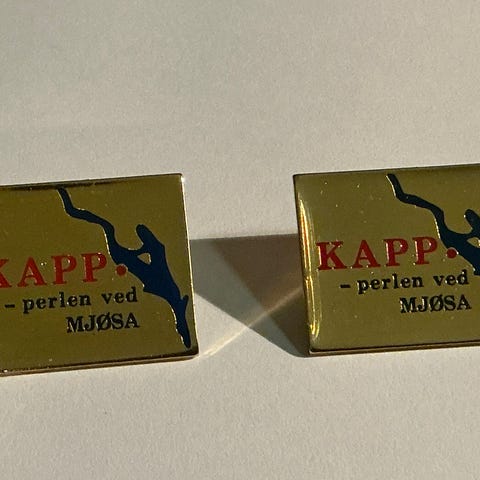 KAPP.
– perlen ved
MJØSA
KAPP.
– perlen ved
MJØSA